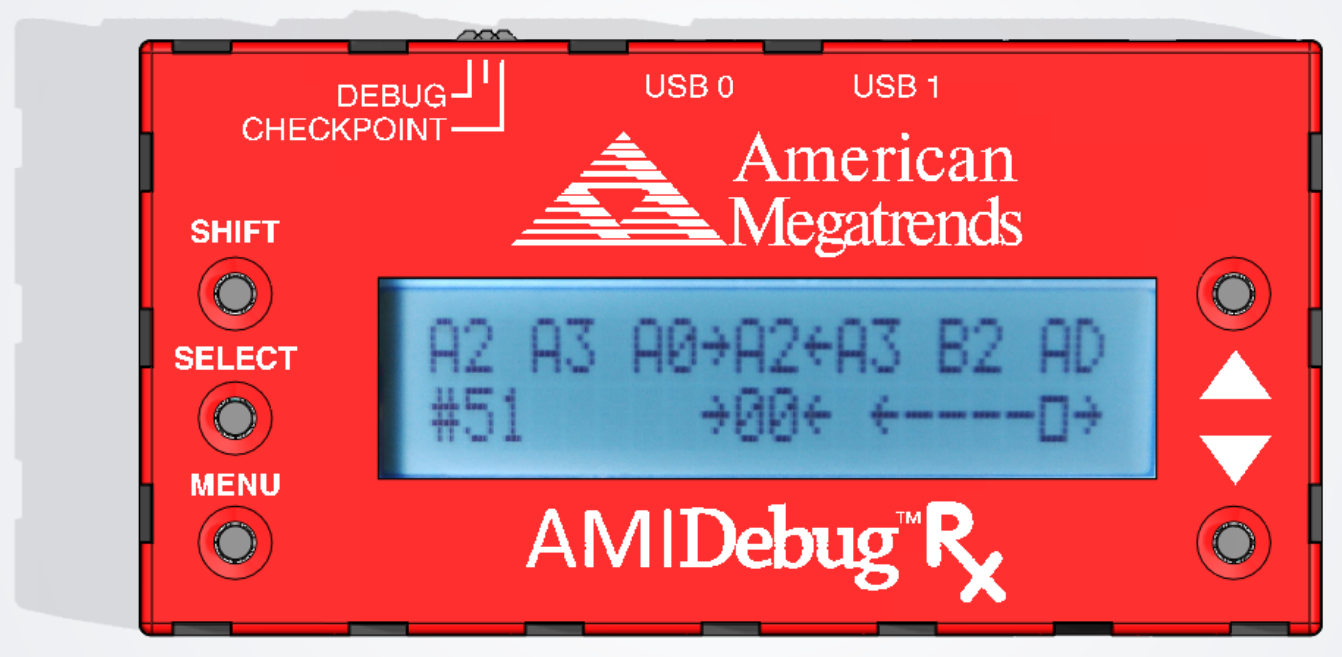 DEBUG
CHECKPOINT
USB 0 USB 1
American
Megatrends
SHIFT
SELECT
MENU
A2 A3 A0→A2←A3 B2 AD
#51 →00← ←----□→
AMIDebug™ Rx